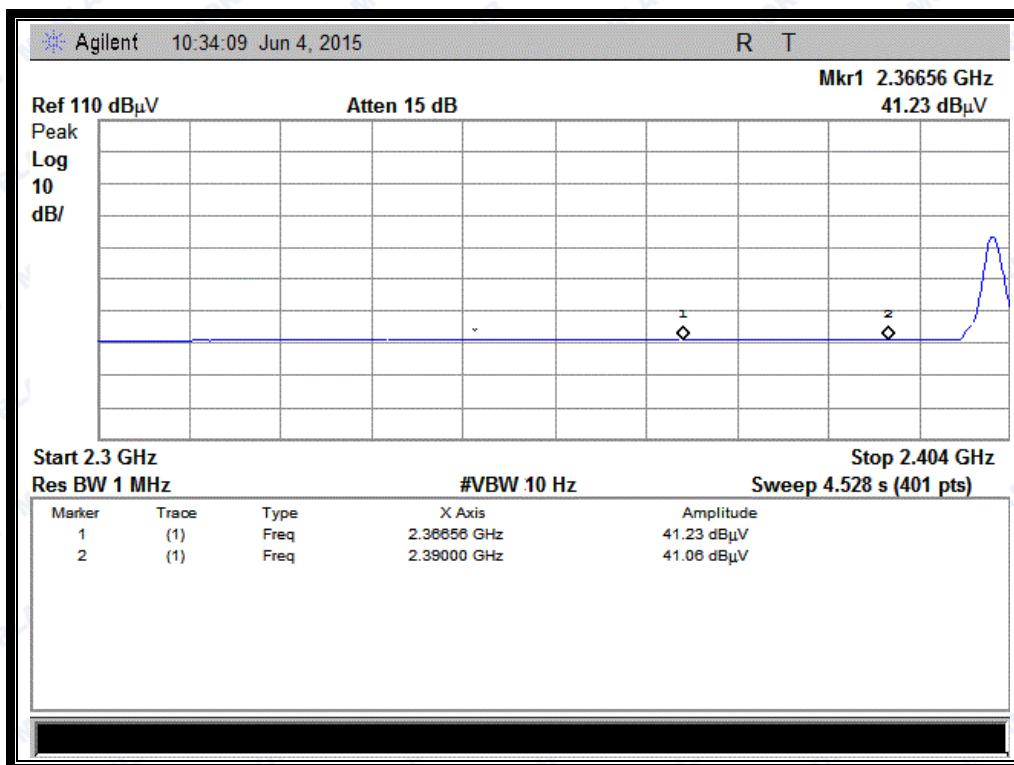 Agilent 10:34:09 Jun 4, 2015 R T
Mkr1 2.36656 GHz
Ref 110 dBμV Atten 15 dB 41.23 dBμV
Peak
Log
10
dB/
1 2
Start 2.3 GHz Stop 2.404 GHz
Res BW 1 MHz #VBW 10 Hz Sweep 4.528 s (401 pts)
Marker Trace Type X Axis Amplitude
1 (1) Freq 2.36656 GHz 41.23 dBμV
2 (1) Freq 2.39000 GHz 41.06 dBμV